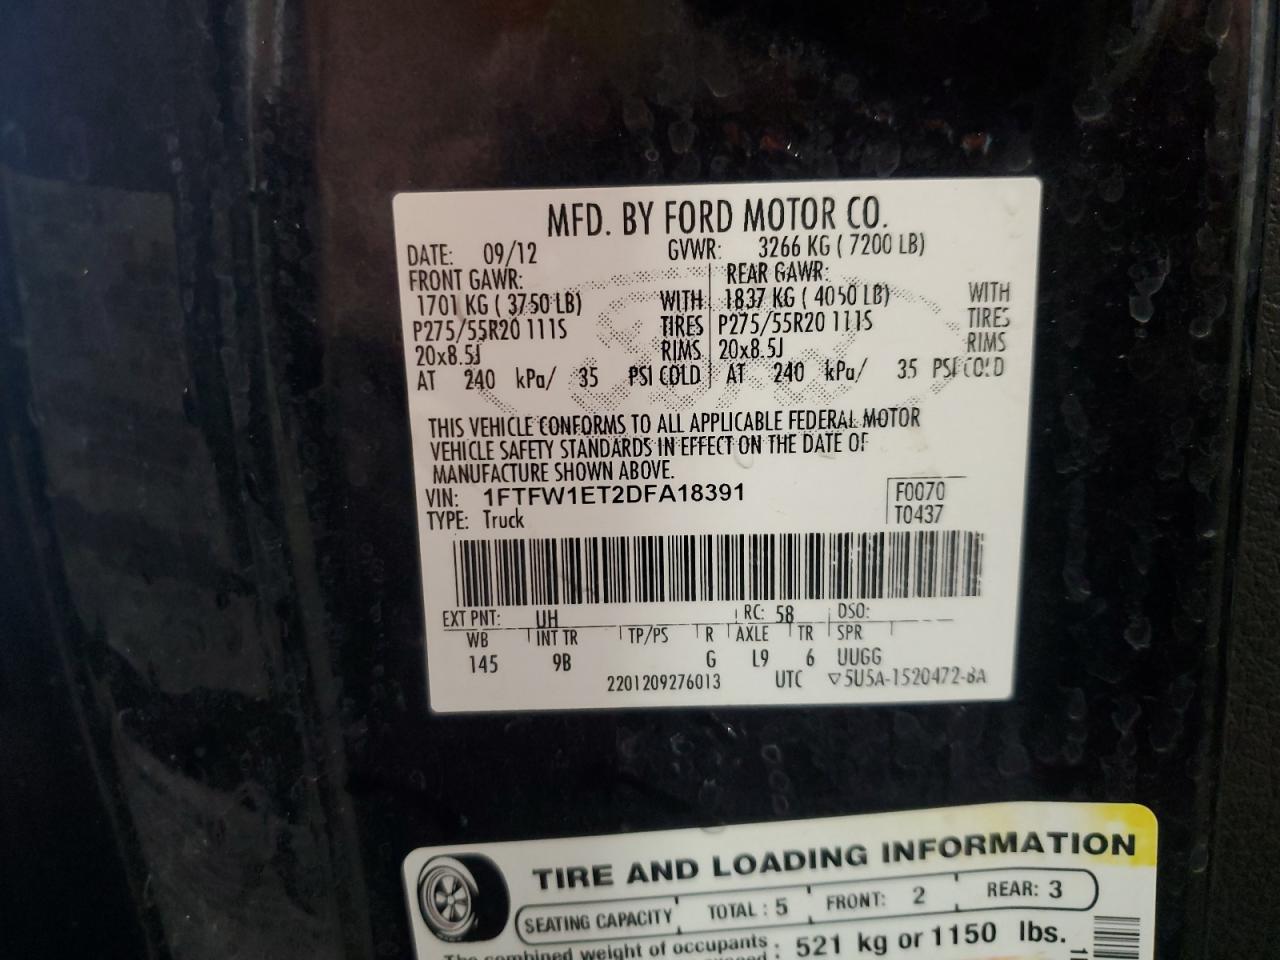 MFD. BY FORD MOTOR CO.
DATE: 09/12 GVWR: 3266 KG ( 7200 LB)
FRONT GAWR: REAR GAWR:
1701 KG ( 3750 LB) WITH 1837 KG ( 4050 LB) WITH
P275/55R20 111S TIRES P275/55R20 111S TIRES
20x8.5J RIMS 20x8.5J RIMS
AT 240 kPa/ 35 PSI COLD AT 240 kPa/ 35 PSI COLD
THIS VEHICLE CONFORMS TO ALL APPLICABLE FEDERAL MOTOR
VEHICLE SAFETY STANDARDS IN EFFECT ON THE DATE OF
MANUFACTURE SHOWN ABOVE.
VIN: 1FTFW1ET2DFA18391 F0070
TYPE: Truck T0437
EXT PNT: UH RC: 58 DSO:
WB INT TR TP/PS R AXLE TR SPR
145 9B G L9 6 UUGG
2201209276013 UTC ▽5U5A-1520472-BA
TIRE AND LOADING INFORMATION
SEATING CAPACITY TOTAL : 5 FRONT: 2 REAR: 3
The combined weight of occupants 521 kg or 1150 lbs.